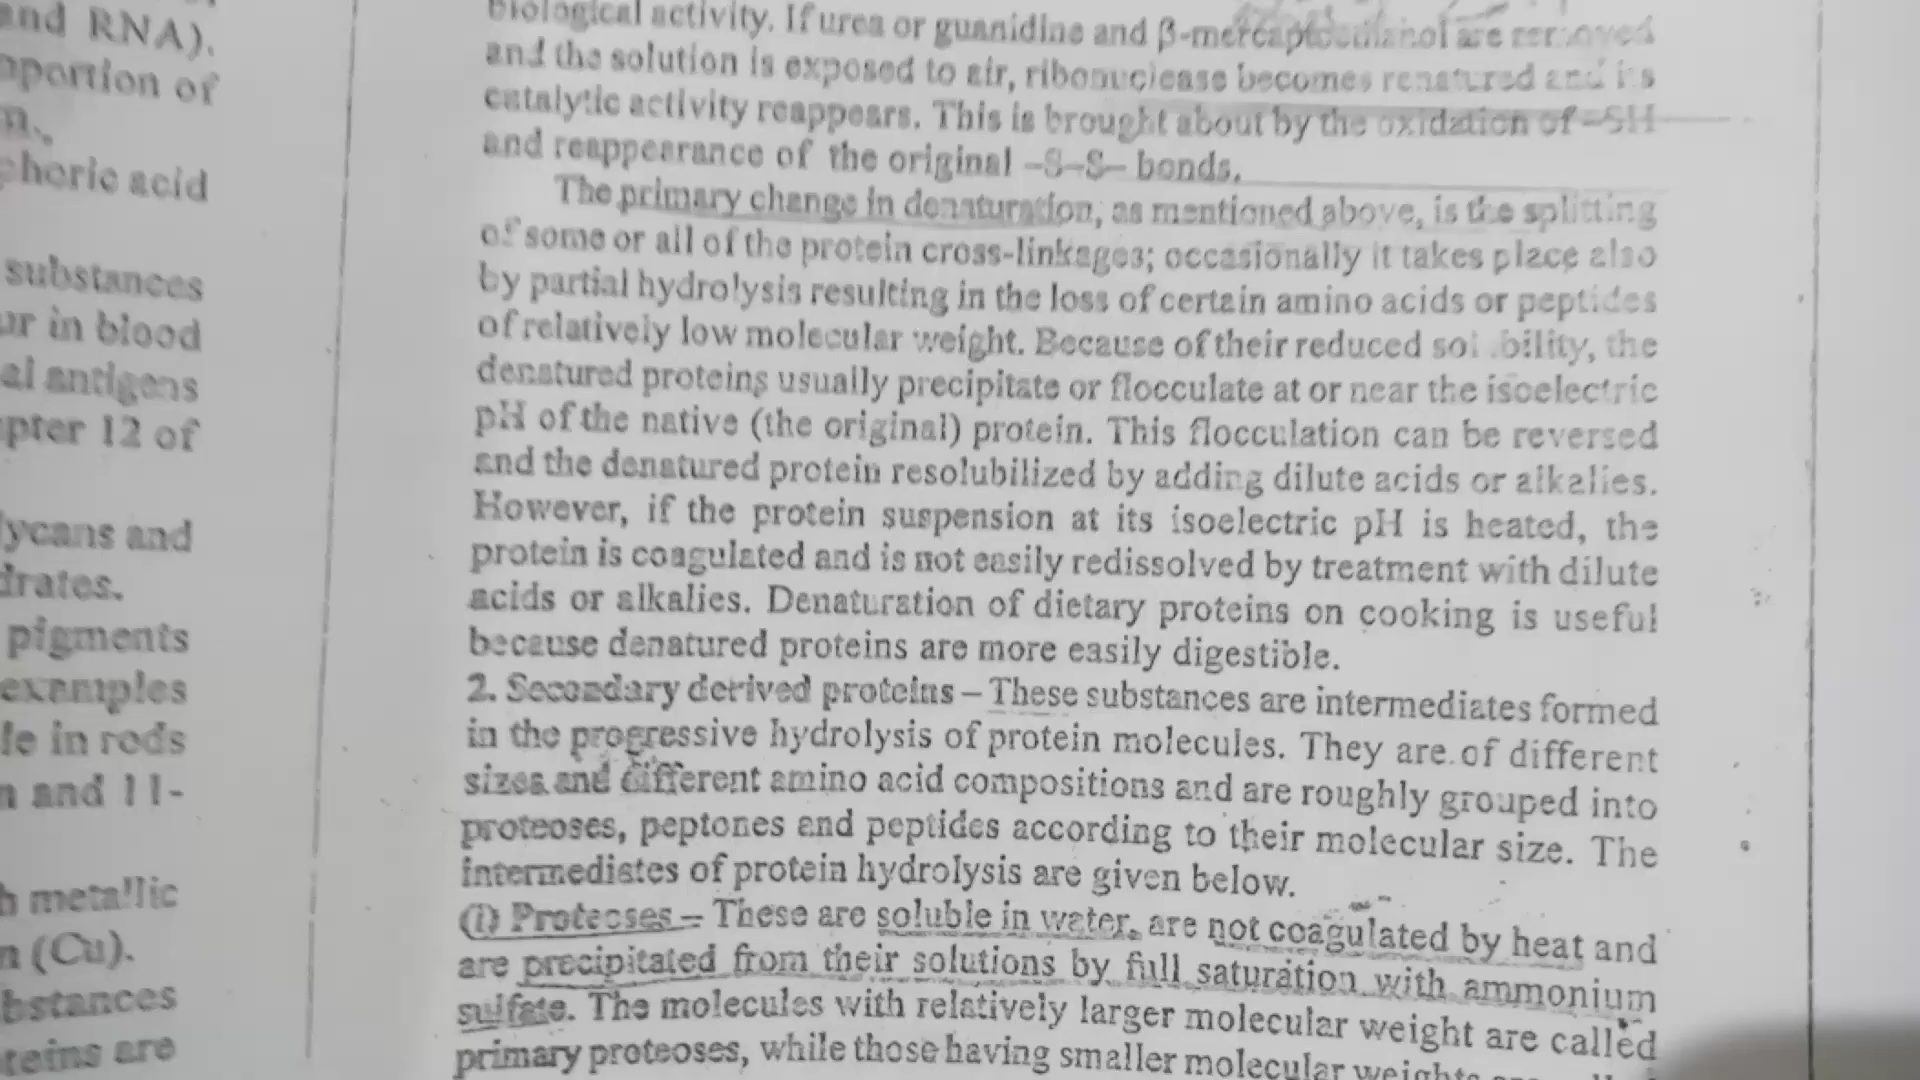 and RNA).
portion of
horic acid
substances
ur in blood
al antigens
pter 12 of
lycans and
drates.
pigments
examples
le in rods
n and 11-
h metallic
n (Cu).
bstances
teins are
biological activity. If urea or guanidine and β-mercaptoethanol are removed
and the solution is exposed to air, ribonuclease becomes renatured and its
catalytic activity reappears. This is brought about by the oxidation of –SH
and reappearance of the original –S–S– bonds.
The primary change in denaturation, as mentioned above, is the splitting
of some or all of the protein cross-linkages; occasionally it takes place also
by partial hydrolysis resulting in the loss of certain amino acids or peptides
of relatively low molecular weight. Because of their reduced sol bility, the
denatured proteins usually precipitate or flocculate at or near the isoelectric
pH of the native (the original) protein. This flocculation can be reversed
and the denatured protein resolubilized by adding dilute acids or alkalies.
However, if the protein suspension at its isoelectric pH is heated, the
protein is coagulated and is not easily redissolved by treatment with dilute
acids or alkalies. Denaturation of dietary proteins on cooking is useful
because denatured proteins are more easily digestible.
2. Secondary derived proteins – These substances are intermediates formed
in the progressive hydrolysis of protein molecules. They are of different
sizes and different amino acid compositions and are roughly grouped into
proteoses, peptones and peptides according to their molecular size. The
intermediates of protein hydrolysis are given below.
(i) Proteoses – These are soluble in water, are not coagulated by heat and
are precipitated from their solutions by full saturation with ammonium
sulfate. The molecules with relatively larger molecular weight are called
primary proteoses, while those having smaller molecular weights